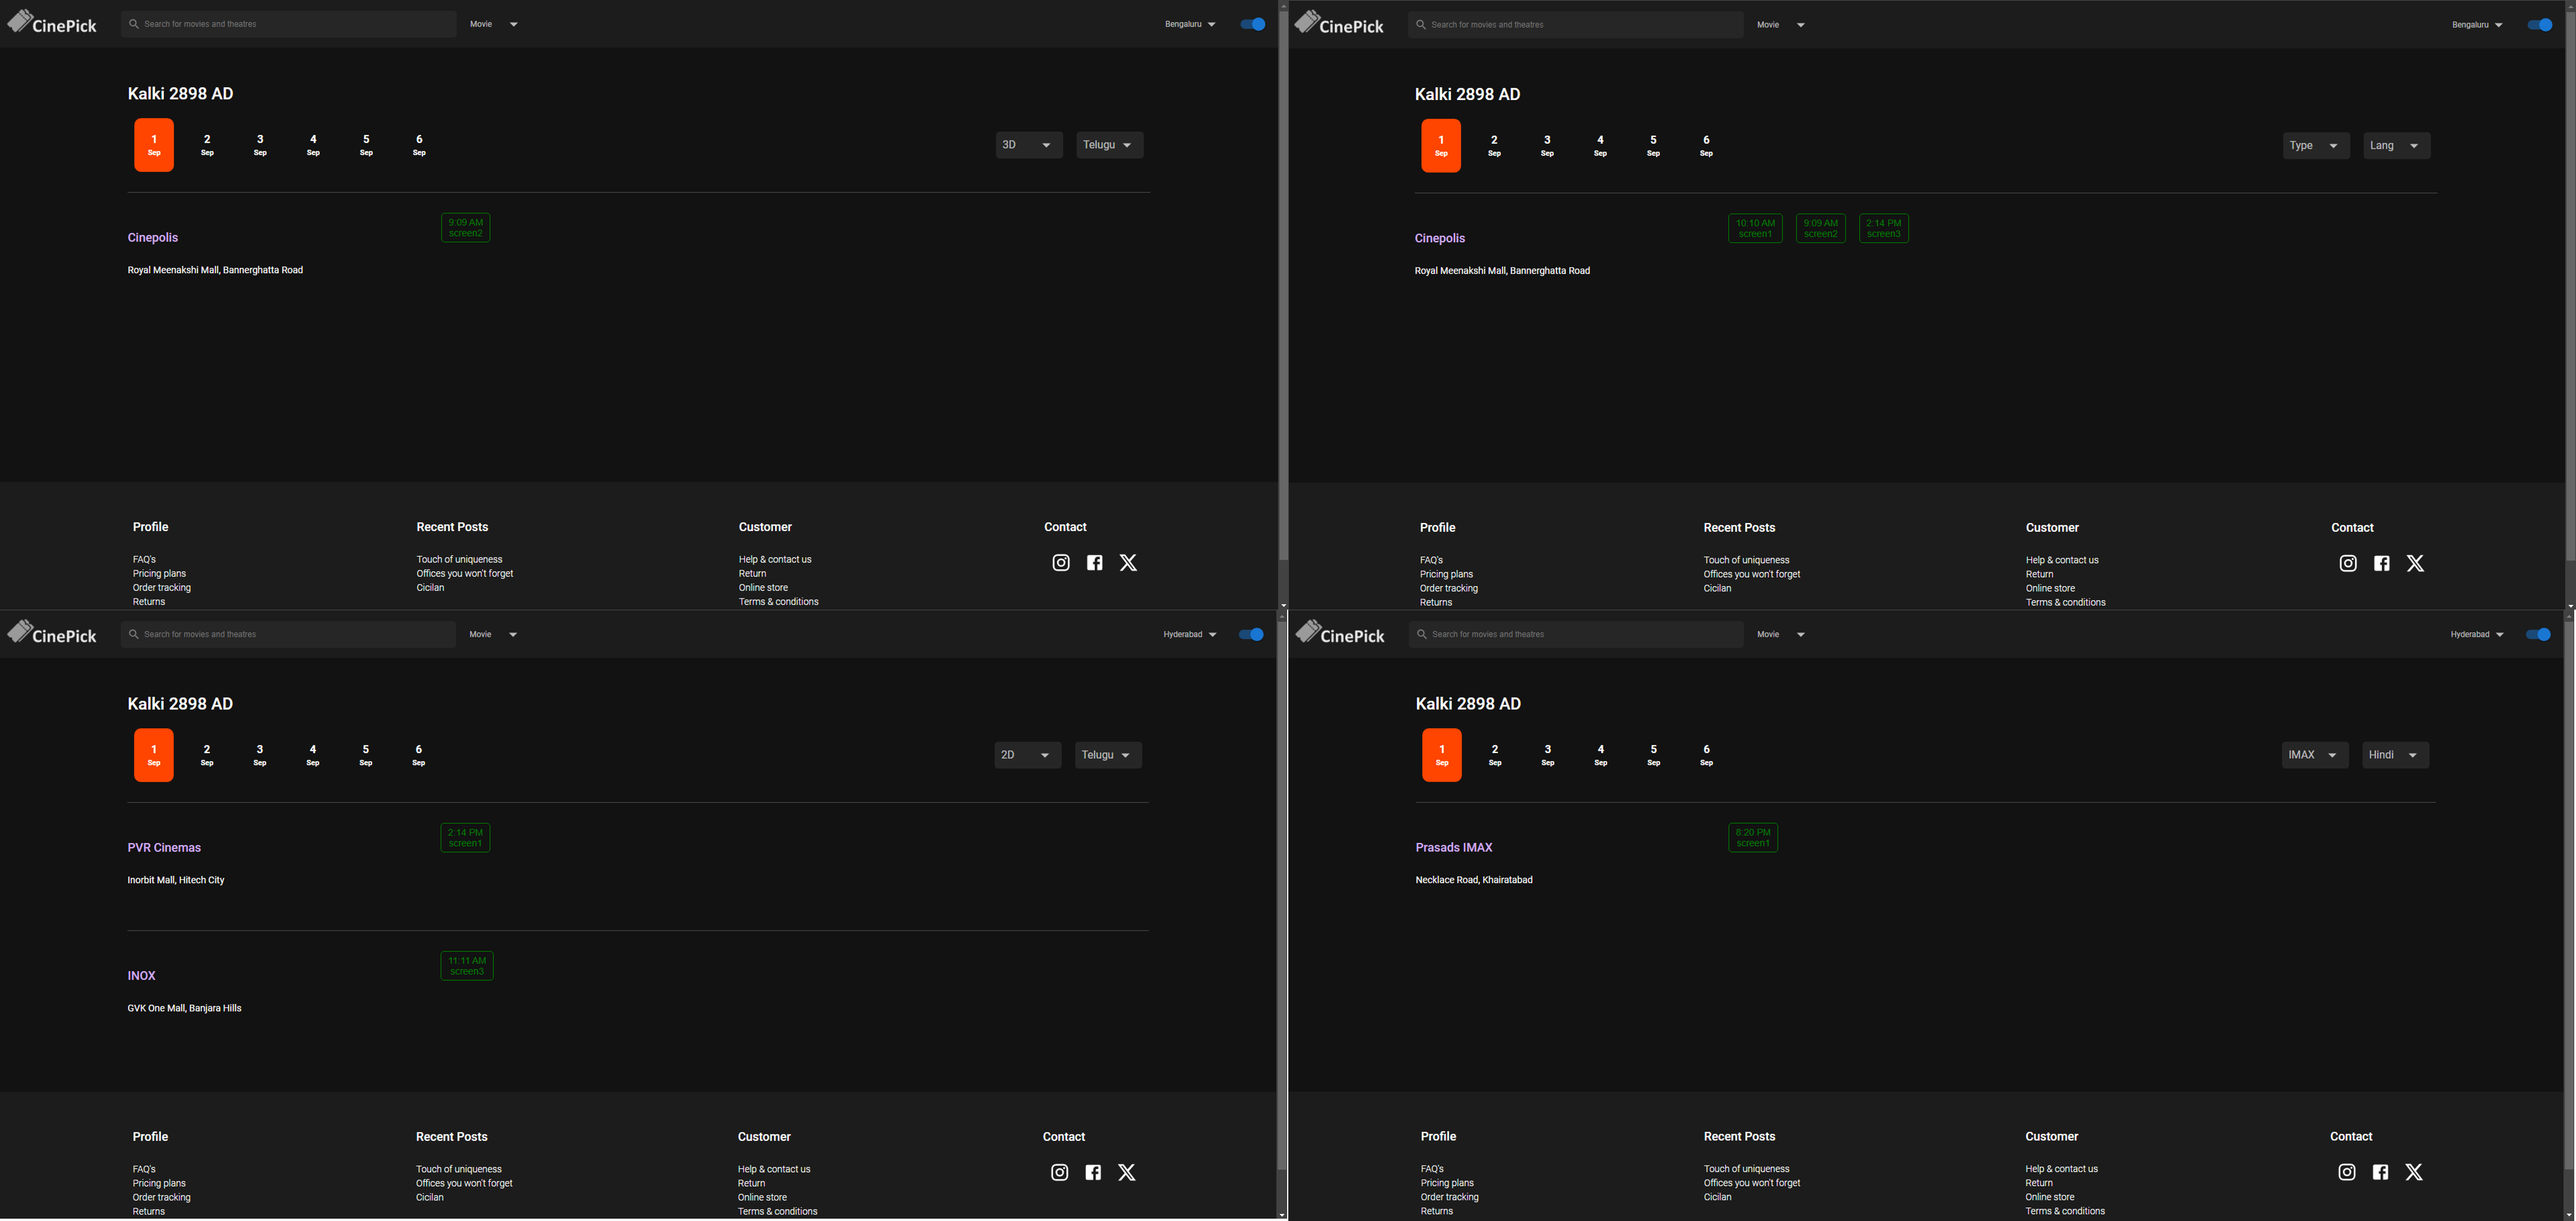 CinePick
Search for movies and theatres
Movie
Bengaluru
Kalki 2898 AD
1 2 3 4 5 6
Sep Sep Sep Sep Sep Sep
3D Telugu
Cinepolis
9:09 AM
screen2
Royal Meenakshi Mall, Bannerghatta Road
Profile
FAQ's
Pricing plans
Order tracking
Returns
Recent Posts
Touch of uniqueness
Offices you won't forget
Cicilan
Customer
Help & contact us
Return
Online store
Terms & conditions
Contact
CinePick
Search for movies and theatres
Movie
Bengaluru
Kalki 2898 AD
1 2 3 4 5 6
Sep Sep Sep Sep Sep Sep
Type Lang
Cinepolis
10:10 AM 9:09 AM 2:14 PM
screen1 screen2 screen3
Royal Meenakshi Mall, Bannerghatta Road
Profile
FAQ's
Pricing plans
Order tracking
Returns
Recent Posts
Touch of uniqueness
Offices you won't forget
Cicilan
Customer
Help & contact us
Return
Online store
Terms & conditions
Contact
CinePick
Search for movies and theatres
Movie
Hyderabad
Kalki 2898 AD
1 2 3 4 5 6
Sep Sep Sep Sep Sep Sep
2D Telugu
PVR Cinemas
2:14 PM
screen1
Inorbit Mall, Hitech City
INOX
11:11 AM
screen3
GVK One Mall, Banjara Hills
Profile
FAQ's
Pricing plans
Order tracking
Returns
Recent Posts
Touch of uniqueness
Offices you won't forget
Cicilan
Customer
Help & contact us
Return
Online store
Terms & conditions
Contact
CinePick
Search for movies and theatres
Movie
Hyderabad
Kalki 2898 AD
1 2 3 4 5 6
Sep Sep Sep Sep Sep Sep
IMAX Hindi
Prasads IMAX
8:20 PM
screen1
Necklace Road, Khairatabad
Profile
FAQ's
Pricing plans
Order tracking
Returns
Recent Posts
Touch of uniqueness
Offices you won't forget
Cicilan
Customer
Help & contact us
Return
Online store
Terms & conditions
Contact